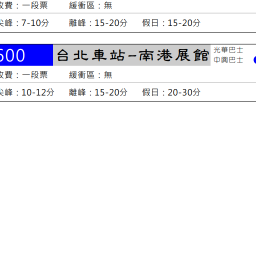 收費：一段票 緩衝區：無
尖峰：7-10分 離峰：15-20分 假日：15-20分
600 台北車站-南港展館 光華巴士
中興巴士
收費：一段票 緩衝區：無
尖峰：10-12分 離峰：15-20分 假日：20-30分